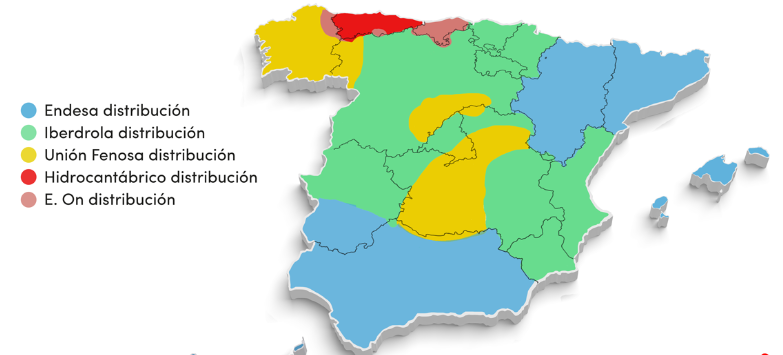 Endesa distribución
Iberdrola distribución
Unión Fenosa distribución
Hidrocantábrico distribución
E. On distribución